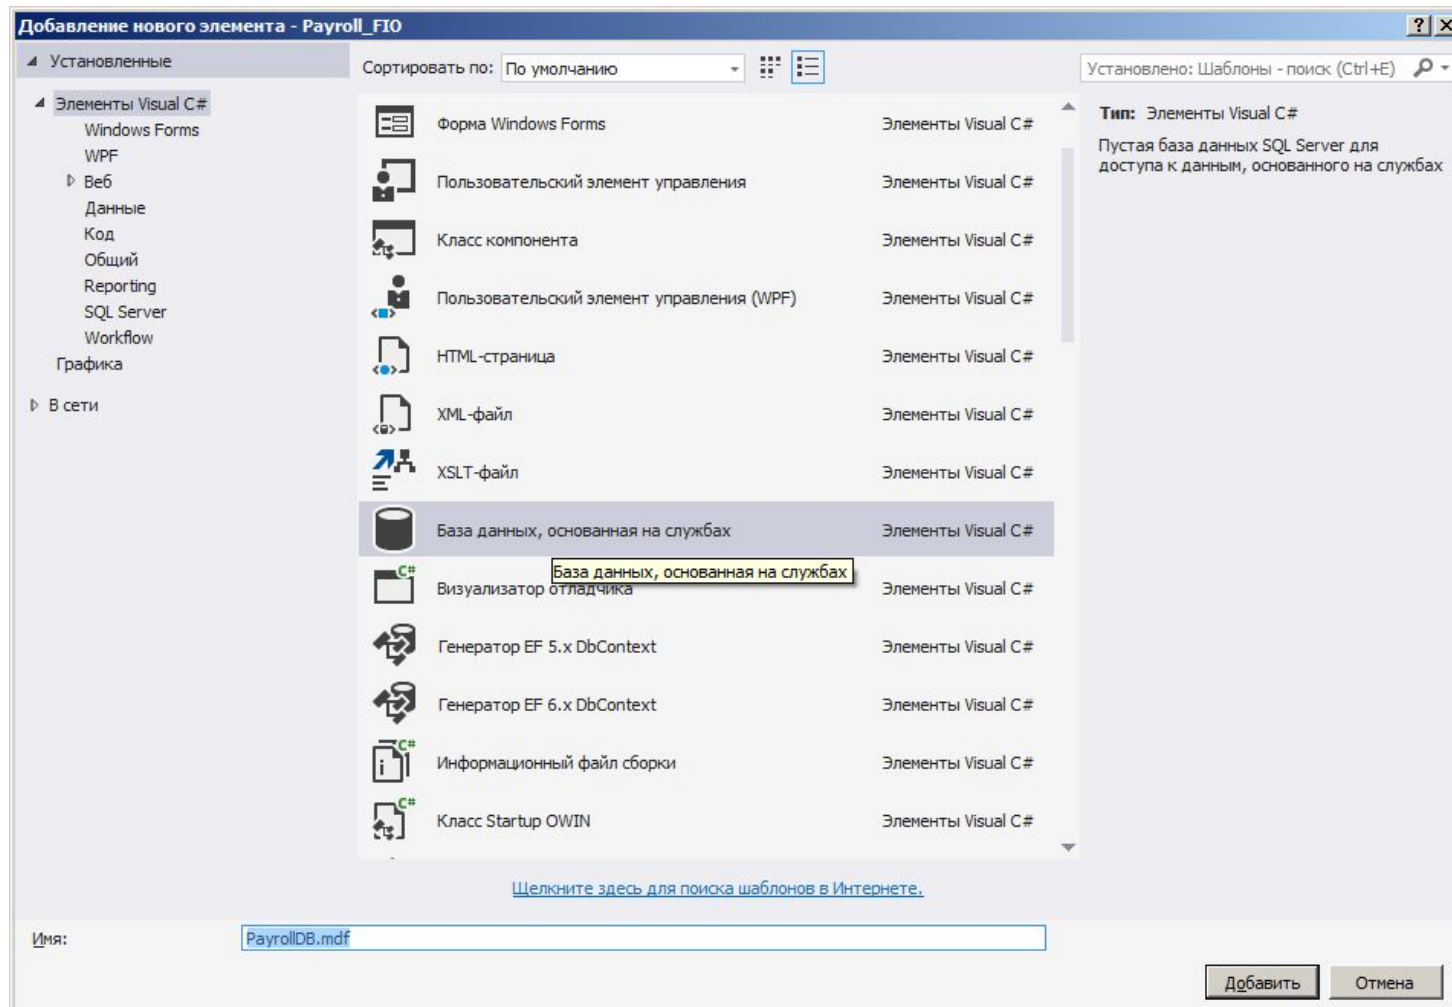 Добавление нового элемента - Payroll_FIO
Установленные
Элементы Visual C#
Windows Forms
WPF
Веб
Данные
Код
Общий
Reporting
SQL Server
Workflow
Графика
В сети
Сортировать по: По умолчанию
Форма Windows Forms Элементы Visual C#
Пользовательский элемент управления Элементы Visual C#
Класс компонента Элементы Visual C#
Пользовательский элемент управления (WPF) Элементы Visual C#
HTML-страница Элементы Visual C#
XML-файл Элементы Visual C#
XSLT-файл Элементы Visual C#
База данных, основанная на службах Элементы Visual C#
База данных, основанная на службах
Визуализатор отладчика Элементы Visual C#
Генератор EF 5.x DbContext Элементы Visual C#
Генератор EF 6.x DbContext Элементы Visual C#
Информационный файл сборки Элементы Visual C#
Класс Startup OWIN Элементы Visual C#
Щелкните здесь для поиска шаблонов в Интернете.
Установлено: Шаблоны - поиск (Ctrl+E)
Тип: Элементы Visual C#
Пустая база данных SQL Server для
доступа к данным, основанного на службах
Имя: PayrollDB.mdf
Добавить Отмена